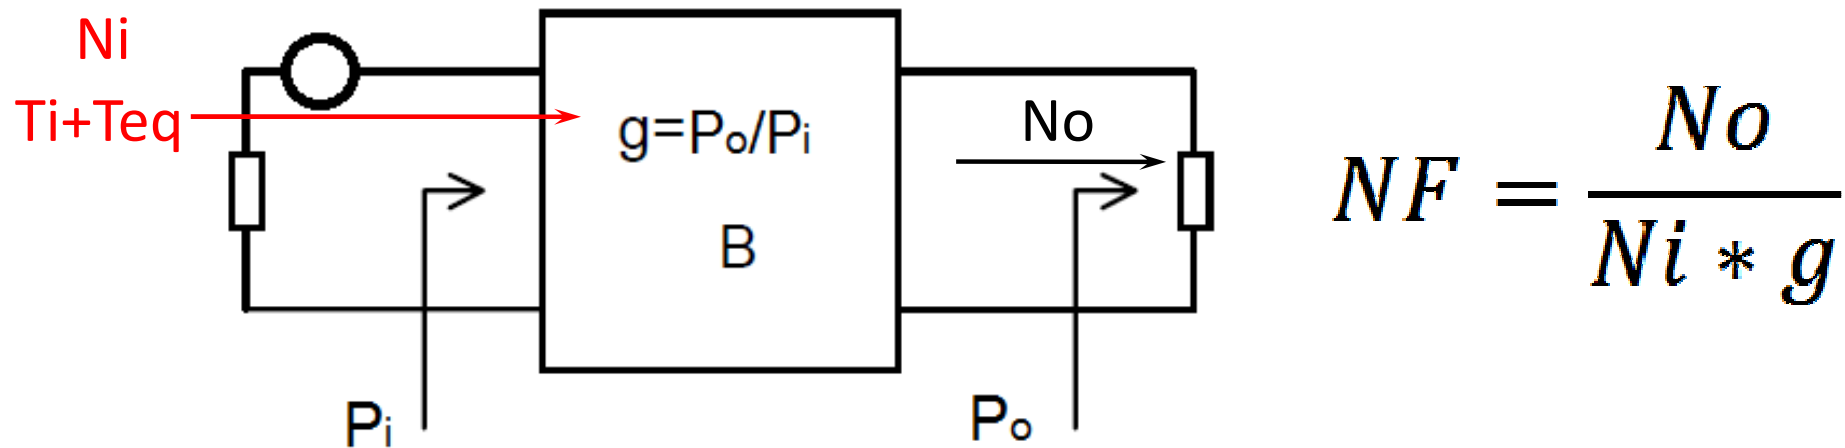 Ni
Ti+Teq
g=Po/Pi
B
No
Pi
Po
NF = No / Ni * g